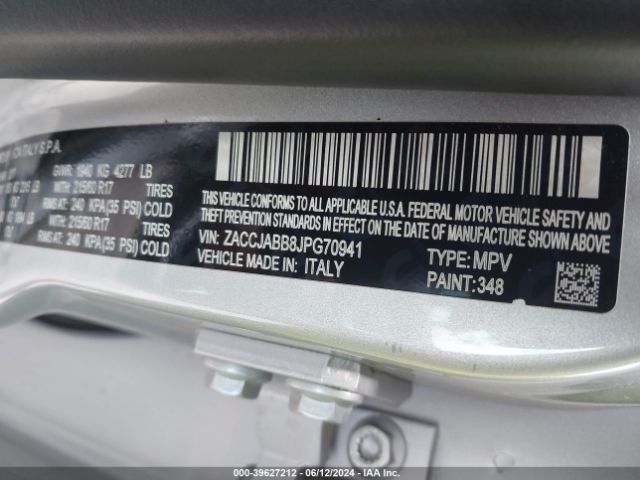 ITALY S.P.A.
GVWR: 1940 KG 4277 LB
WITH: 215/60 R17 TIRES
RIMS AT: 240 KPA (35 PSI) COLD
WITH: 215/60 R17 TIRES
RIMS AT: 240 KPA (35 PSI) COLD
THIS VEHICLE CONFORMS TO ALL APPLICABLE U.S.A. FEDERAL MOTOR VEHICLE SAFETY AND
THEFT PREVENTION STANDARDS IN EFFECT ON THE DATE OF MANUFACTURE SHOWN ABOVE
VIN: ZACCJABB8JPG70941 TYPE: MPV
VEHICLE MADE IN: ITALY PAINT: 348
000-39627212 - 06/12/2024 - IAA Inc.